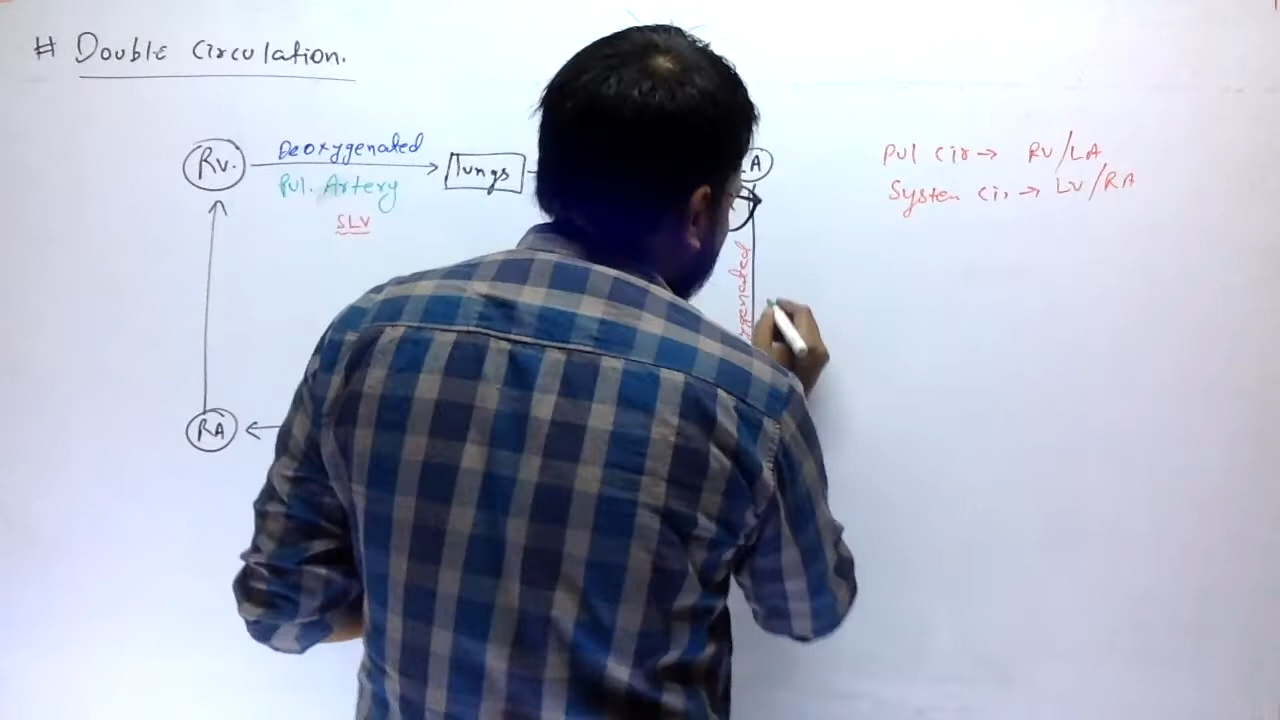 # Double Circulation.
RV.
Deoxygenated
Pul. Artery
SLV
lungs
A
Pul Cir → RV/LA
System Cir → LV/RA
RA